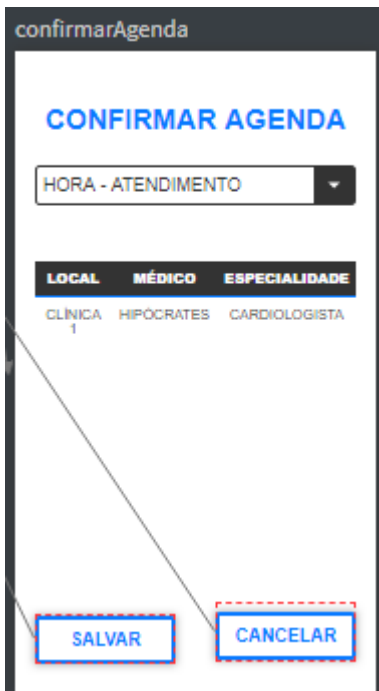 confirmarAgenda
CONFIRMAR AGENDA
HORA - ATENDIMENTO
LOCAL MÉDICO ESPECIALIDADE
CLÍNICA HIPÓCRATES CARDIOLOGISTA
1
SALVAR CANCELAR